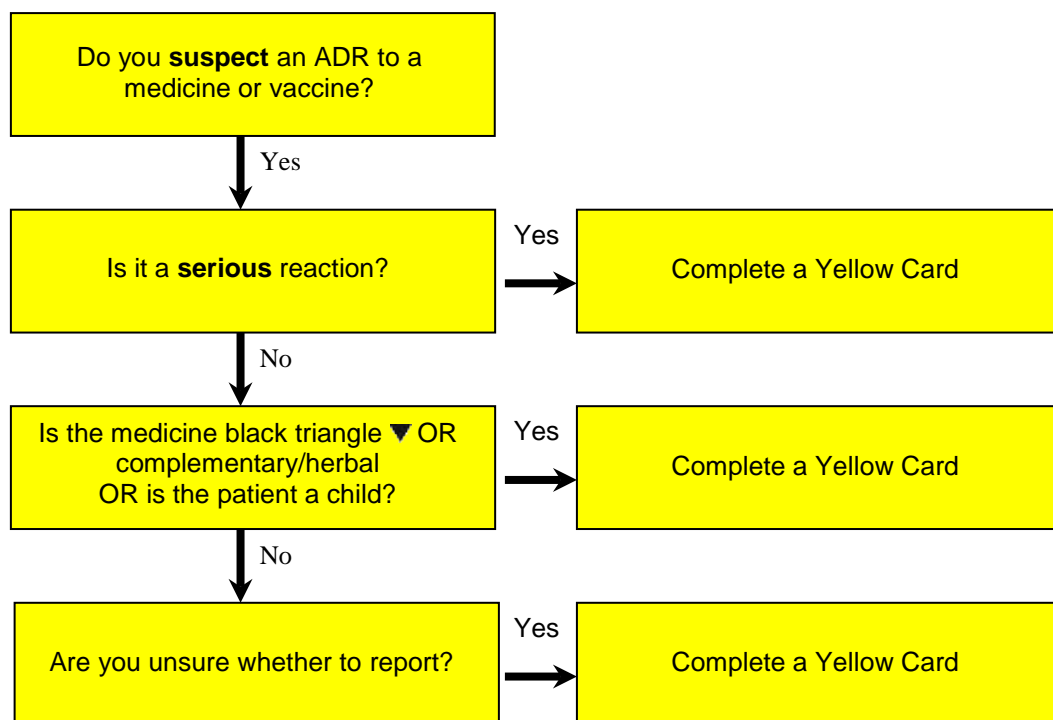 Do you suspect an ADR to a
medicine or vaccine?
Yes
Is it a serious reaction?
Yes
Complete a Yellow Card
No
Is the medicine black triangle ▼ OR
complementary/herbal
OR is the patient a child?
Yes
Complete a Yellow Card
No
Are you unsure whether to report?
Yes
Complete a Yellow Card